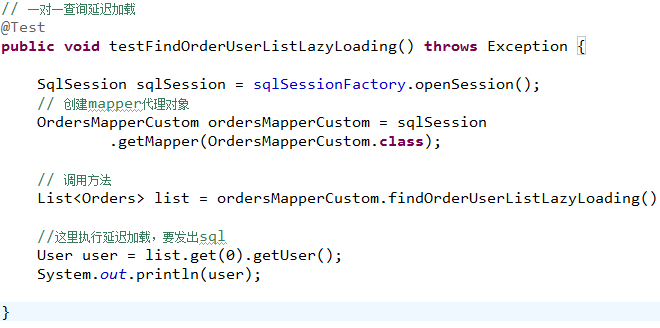 // 一对一查询延迟加载
@Test
public void testFindOrderUserListLazyLoading() throws Exception {
SqlSession sqlSession = sqlSessionFactory.openSession();
// 创建mapper代理对象
OrdersMapperCustom ordersMapperCustom = sqlSession
.getMapper(OrdersMapperCustom.class);
// 调用方法
List<Orders> list = ordersMapperCustom.findOrderUserListLazyLoading()
//这里执行延迟加载，要发出sql
User user = list.get(0).getUser();
System.out.println(user);
}